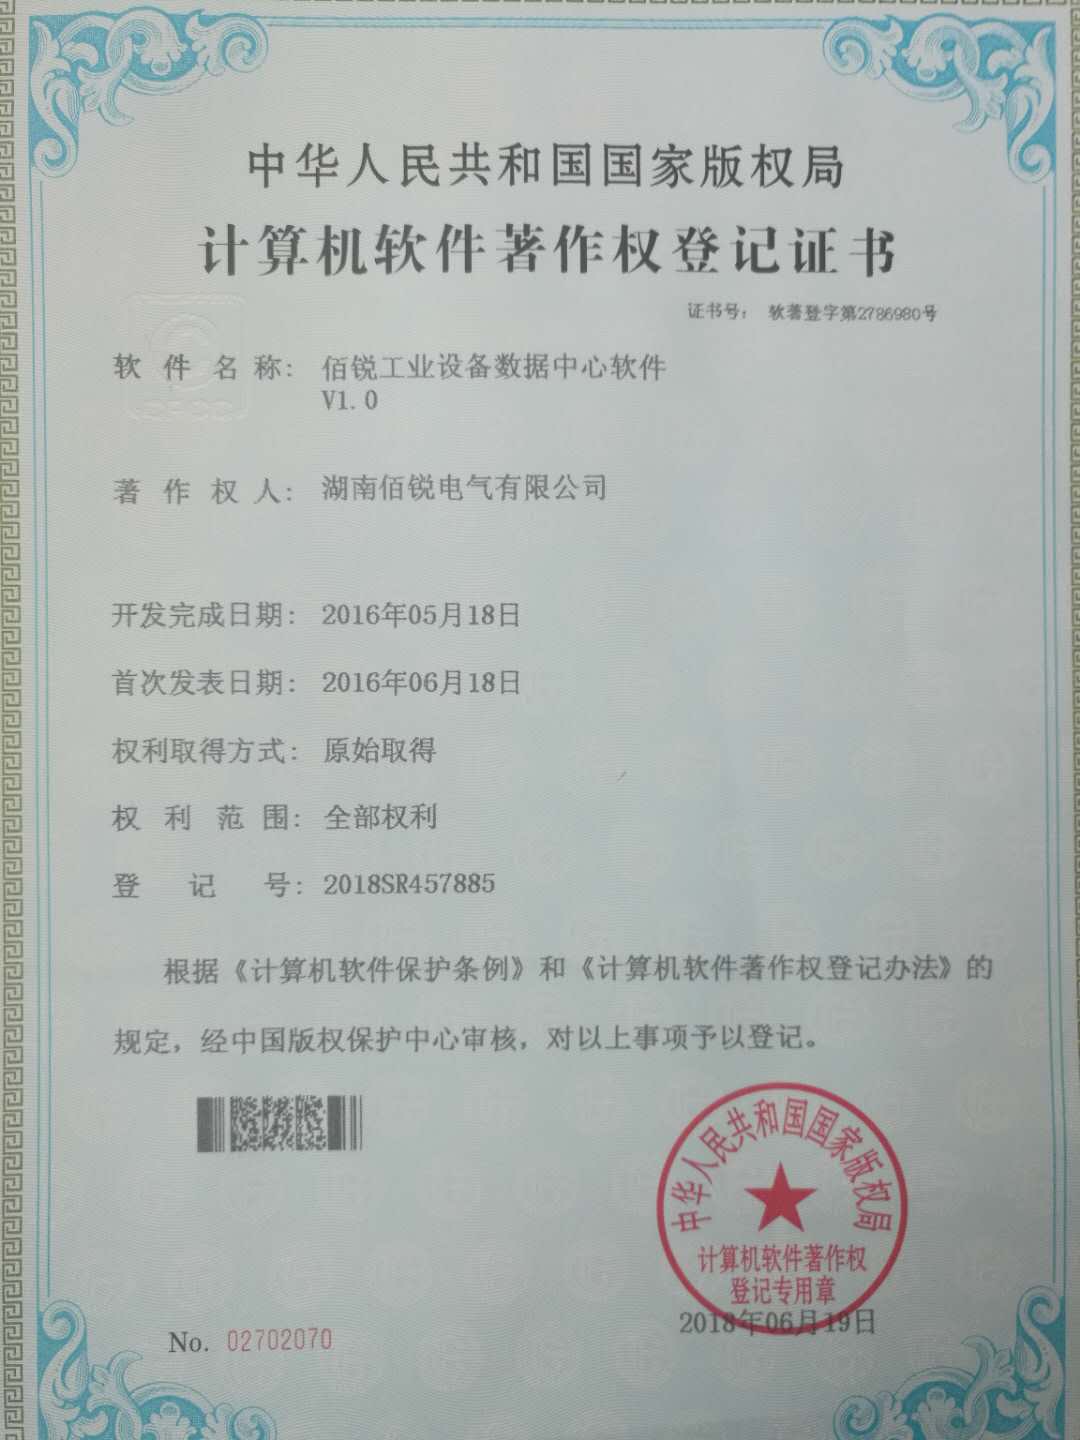 中华人民共和国国家版权局
计算机软件著作权登记证书
证书号： 软著登字第2786980号
软件名称： 佰锐工业设备数据中心软件
V1.0
著作权人： 湖南佰锐电气有限公司
开发完成日期： 2016年05月18日
首次发表日期： 2016年06月18日
权利取得方式： 原始取得
权利范围： 全部权利
登记号： 2018SR457885
根据《计算机软件保护条例》和《计算机软件著作权登记办法》的
规定，经中国版权保护中心审核，对以上事项予以登记。
中华人民共和国国家版权局
计算机软件著作权
登记专用章
2018年06月19日
No. 02702070